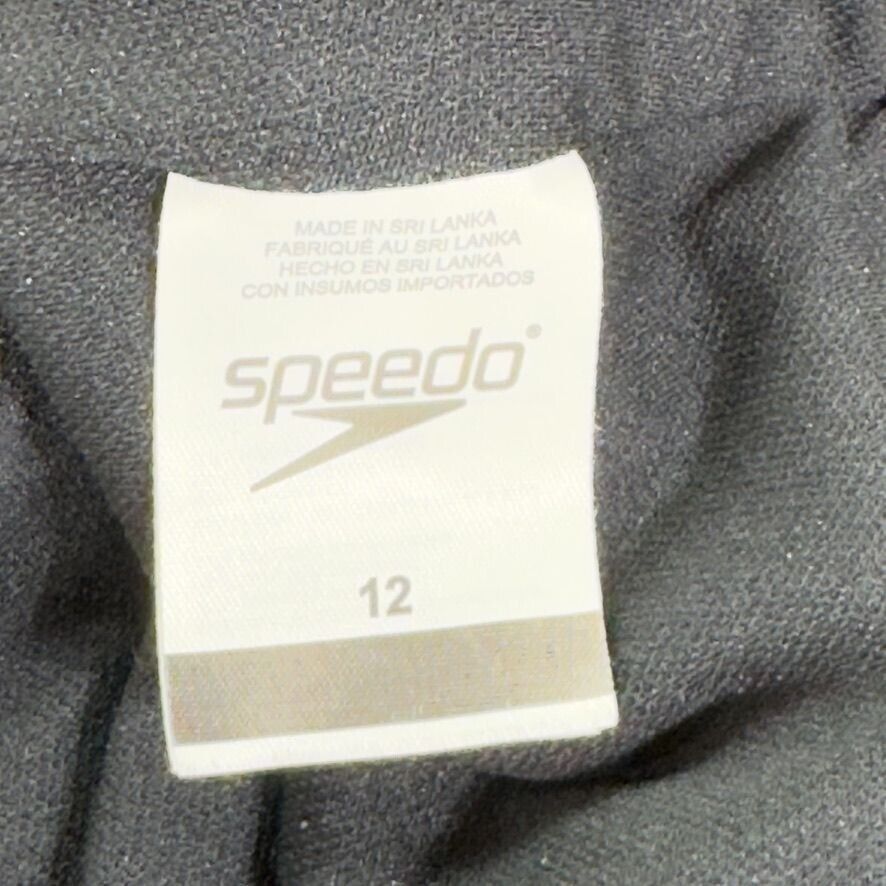 MADE IN SRI LANKA
FABRIQUÉ AU SRI LANKA
HECHO EN SRI LANKA
CON INSUMOS IMPORTADOS
speedo®
12